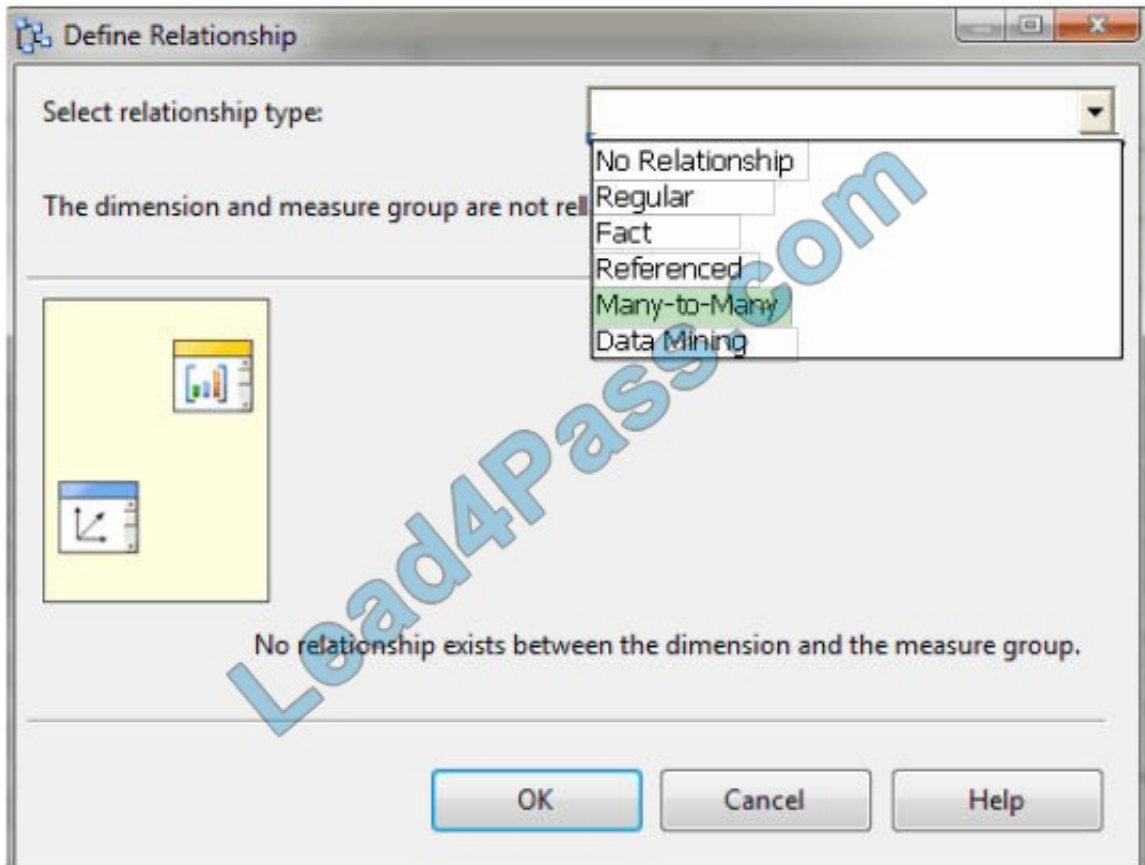 Define Relationship
Select relationship type:
No Relationship
Regular
The dimension and measure group are not rel
Fact
Referenced
Many-to-Many
Data Mining
Lead4Pass.com
No relationship exists between the dimension and the measure group.
OK
Cancel
Help